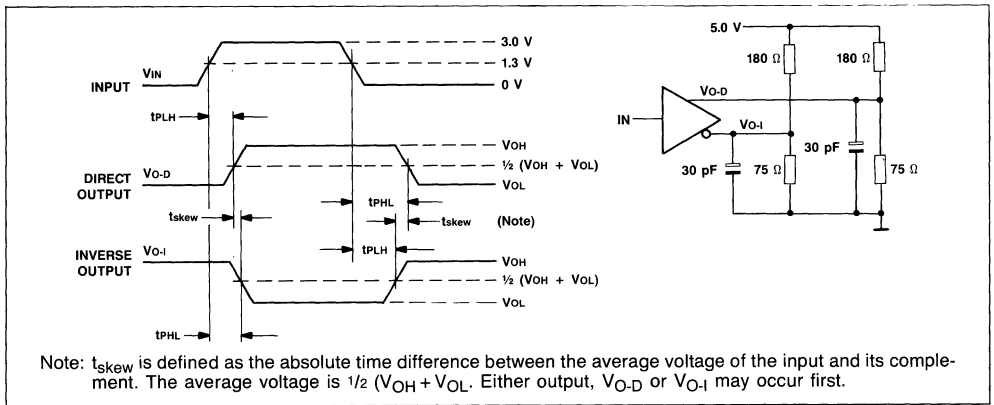 INPUT
VIN
3.0 V
1.3 V
0 V
tPLH
DIRECT
OUTPUT
VO-D
VOH
½ (VOH + VOL)
VOL
tPHL
tskew
tskew
(Note)
tPLH
INVERSE
OUTPUT
VO-I
VOH
½ (VOH + VOL)
VOL
tPHL
5.0 V
180 Ω
180 Ω
VO-D
IN
VO-I
30 pF
30 pF
75 Ω
75 Ω
Note: tskew is defined as the absolute time difference between the average voltage of the input and its comple-
ment. The average voltage is 1/2 (VOH + VOL. Either output, VO-D or VO-I may occur first.